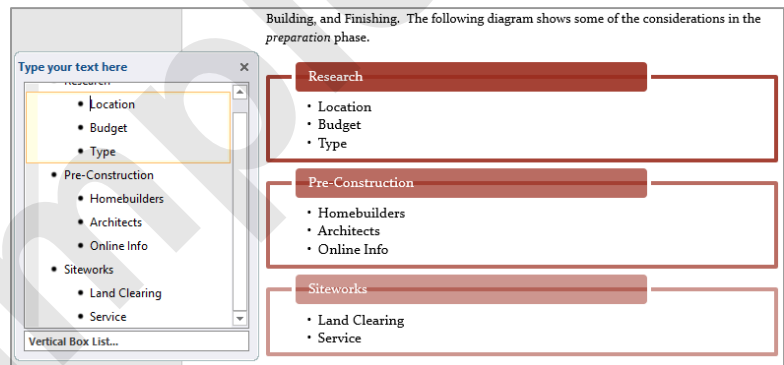 Building, and Finishing. The following diagram shows some of the considerations in the
preparation phase.
Type your text here
Research
• Location
• Budget
• Type
• Pre-Construction
• Homebuilders
• Architects
• Online Info
• Siteworks
• Land Clearing
• Service
Vertical Box List...
Research
• Location
• Budget
• Type
Pre-Construction
• Homebuilders
• Architects
• Online Info
Siteworks
• Land Clearing
• Service